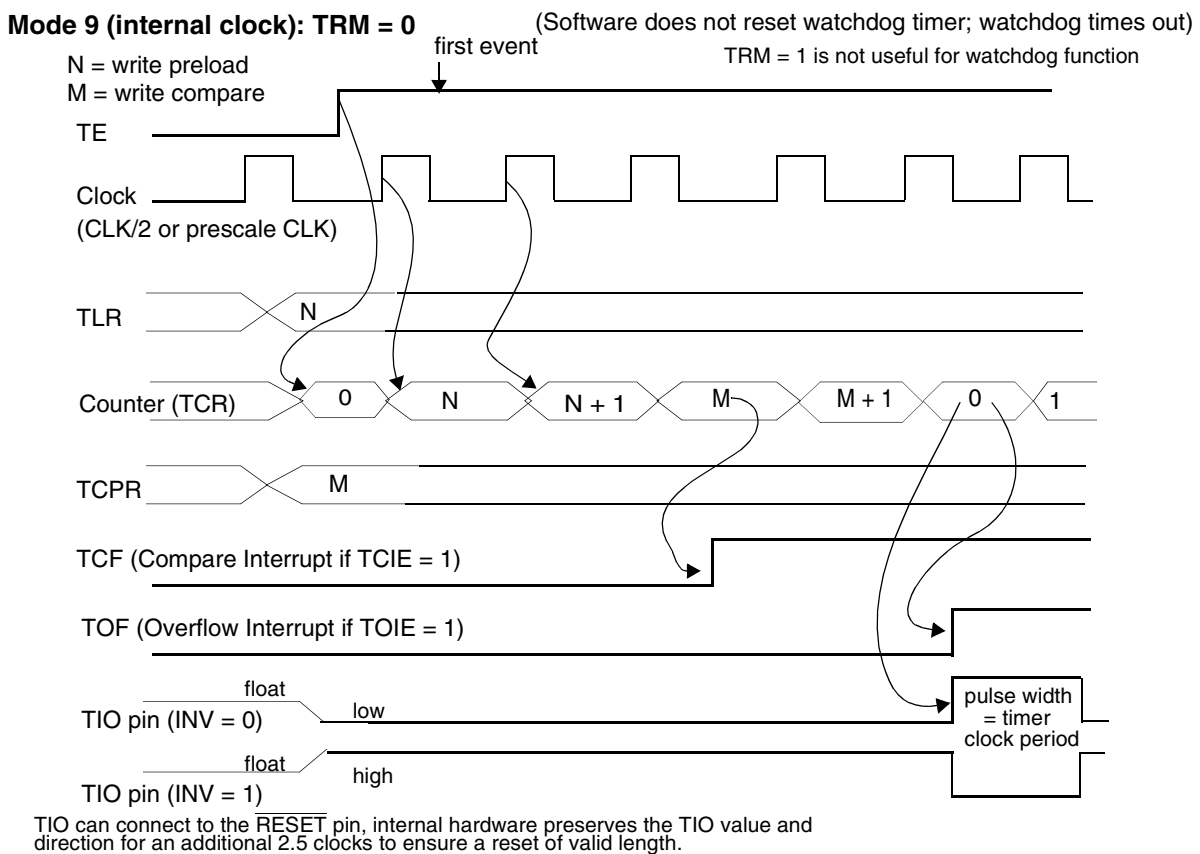 Mode 9 (internal clock): TRM = 0
(Software does not reset watchdog timer; watchdog times out)
first event
TRM = 1 is not useful for watchdog function
N = write preload
M = write compare
TE
Clock
(CLK/2 or prescale CLK)
TLR
N
Counter (TCR)
0
N
N + 1
M
M + 1
0
1
TCPR
M
TCF (Compare Interrupt if TCIE = 1)
TOF (Overflow Interrupt if TOIE = 1)
float
low
TIO pin (INV = 0)
pulse width
= timer
clock period
float
high
TIO pin (INV = 1)
TIO can connect to the RESET pin, internal hardware preserves the TIO value and
direction for an additional 2.5 clocks to ensure a reset of valid length.